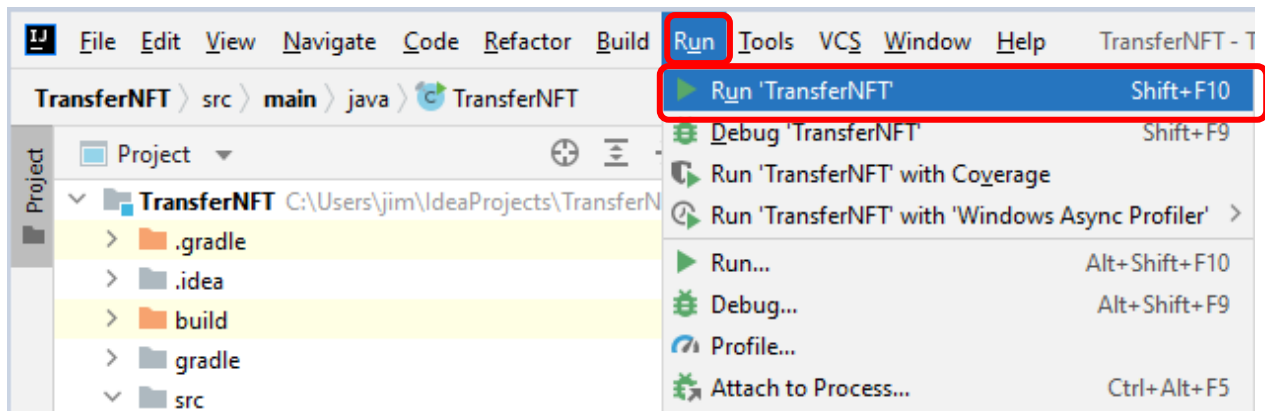 IJ File Edit View Navigate Code Refactor Build Run Tools VCS Window Help TransferNFT - T
TransferNFT 〉 src 〉 main 〉 java 〉 C TransferNFT
Project
Project
TransferNFT C:\Users\jim\IdeaProjects\TransferN
.gradle
.idea
build
gradle
src
Run 'TransferNFT' Shift+F10
Debug 'TransferNFT' Shift+F9
Run 'TransferNFT' with Coverage
Run 'TransferNFT' with 'Windows Async Profiler'
Run... Alt+Shift+F10
Debug... Alt+Shift+F9
Profile...
Attach to Process... Ctrl+Alt+F5